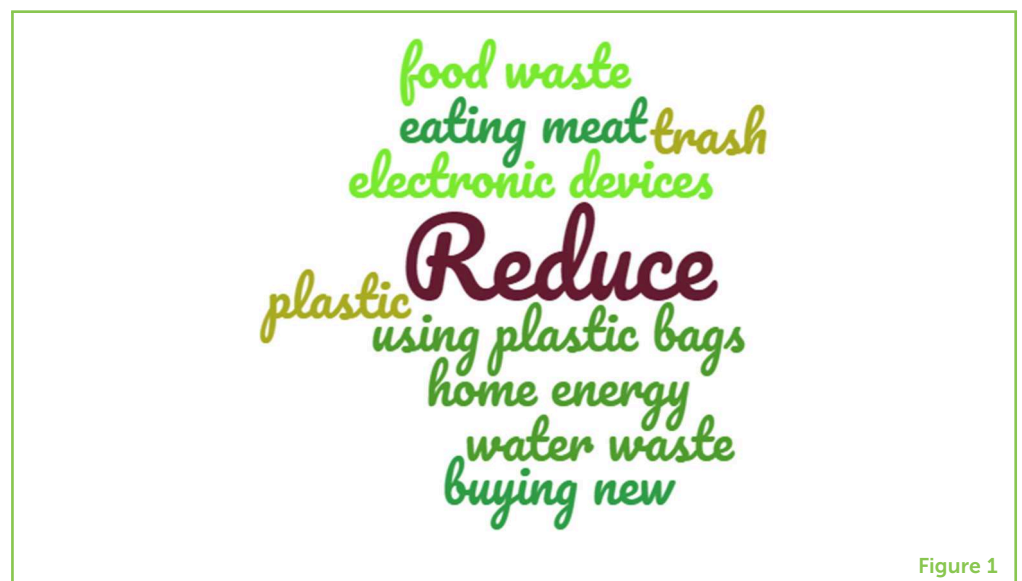 food waste
eating meat trash
electronic devices
Reduce
plastic
using plastic bags
home energy
water waste
buying new
Figure 1